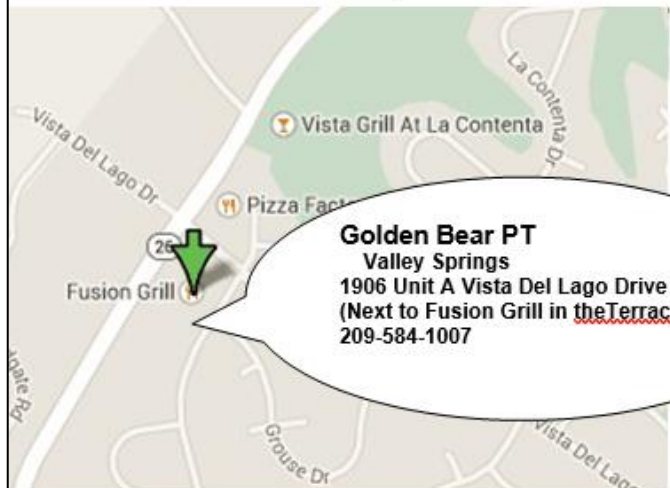 La Contenta Dr
Vista Grill At La Contenta
Vista Del Lago Dr
Pizza
26
Fusion Grill
Golden Bear PT
Valley Springs
1906 Unit A Vista Del Lago Drive
(Next to Fusion Grill in theTerrac
209-584-1007
Rd
Grouse Dr
Vista Del Lago